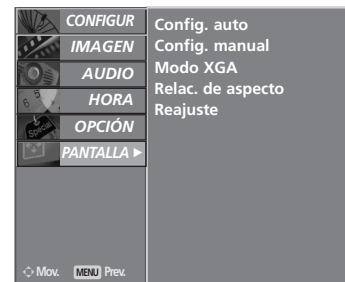 CONFIGUR
IMAGEN
AUDIO
HORA
OPCIÓN
PANTALLA ►
Config. auto
Config. manual
Modo XGA
Relac. de aspecto
Reajuste
Mov. MENU Prev.